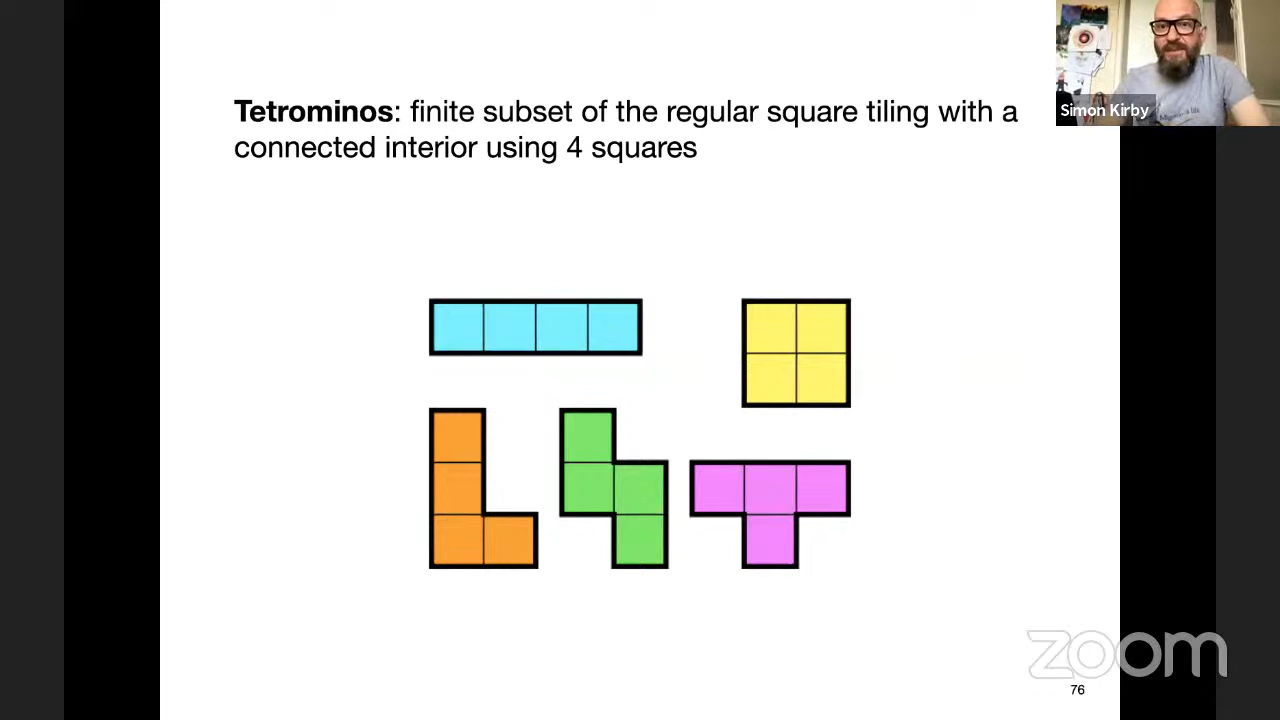 Tetrominos: finite subset of the regular square tiling with a
connected interior using 4 squares
Simon Kirby
zoom
76